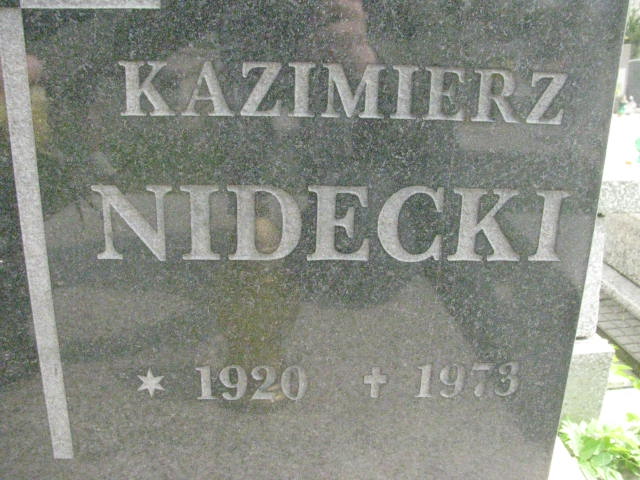 KAZIMIERZ
NIDECKI
* 1920 † 1973